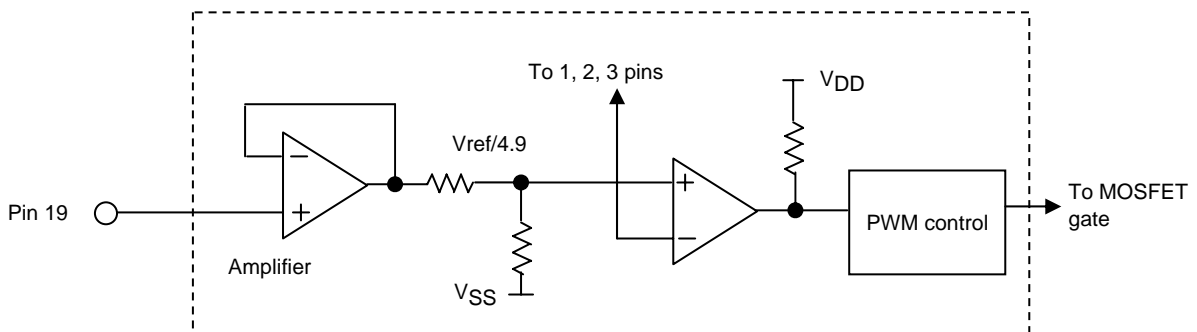 To 1, 2, 3 pins
VDD
Vref/4.9
−
+
+
−
Pin 19
Amplifier
VSS
PWM control
To MOSFET
gate